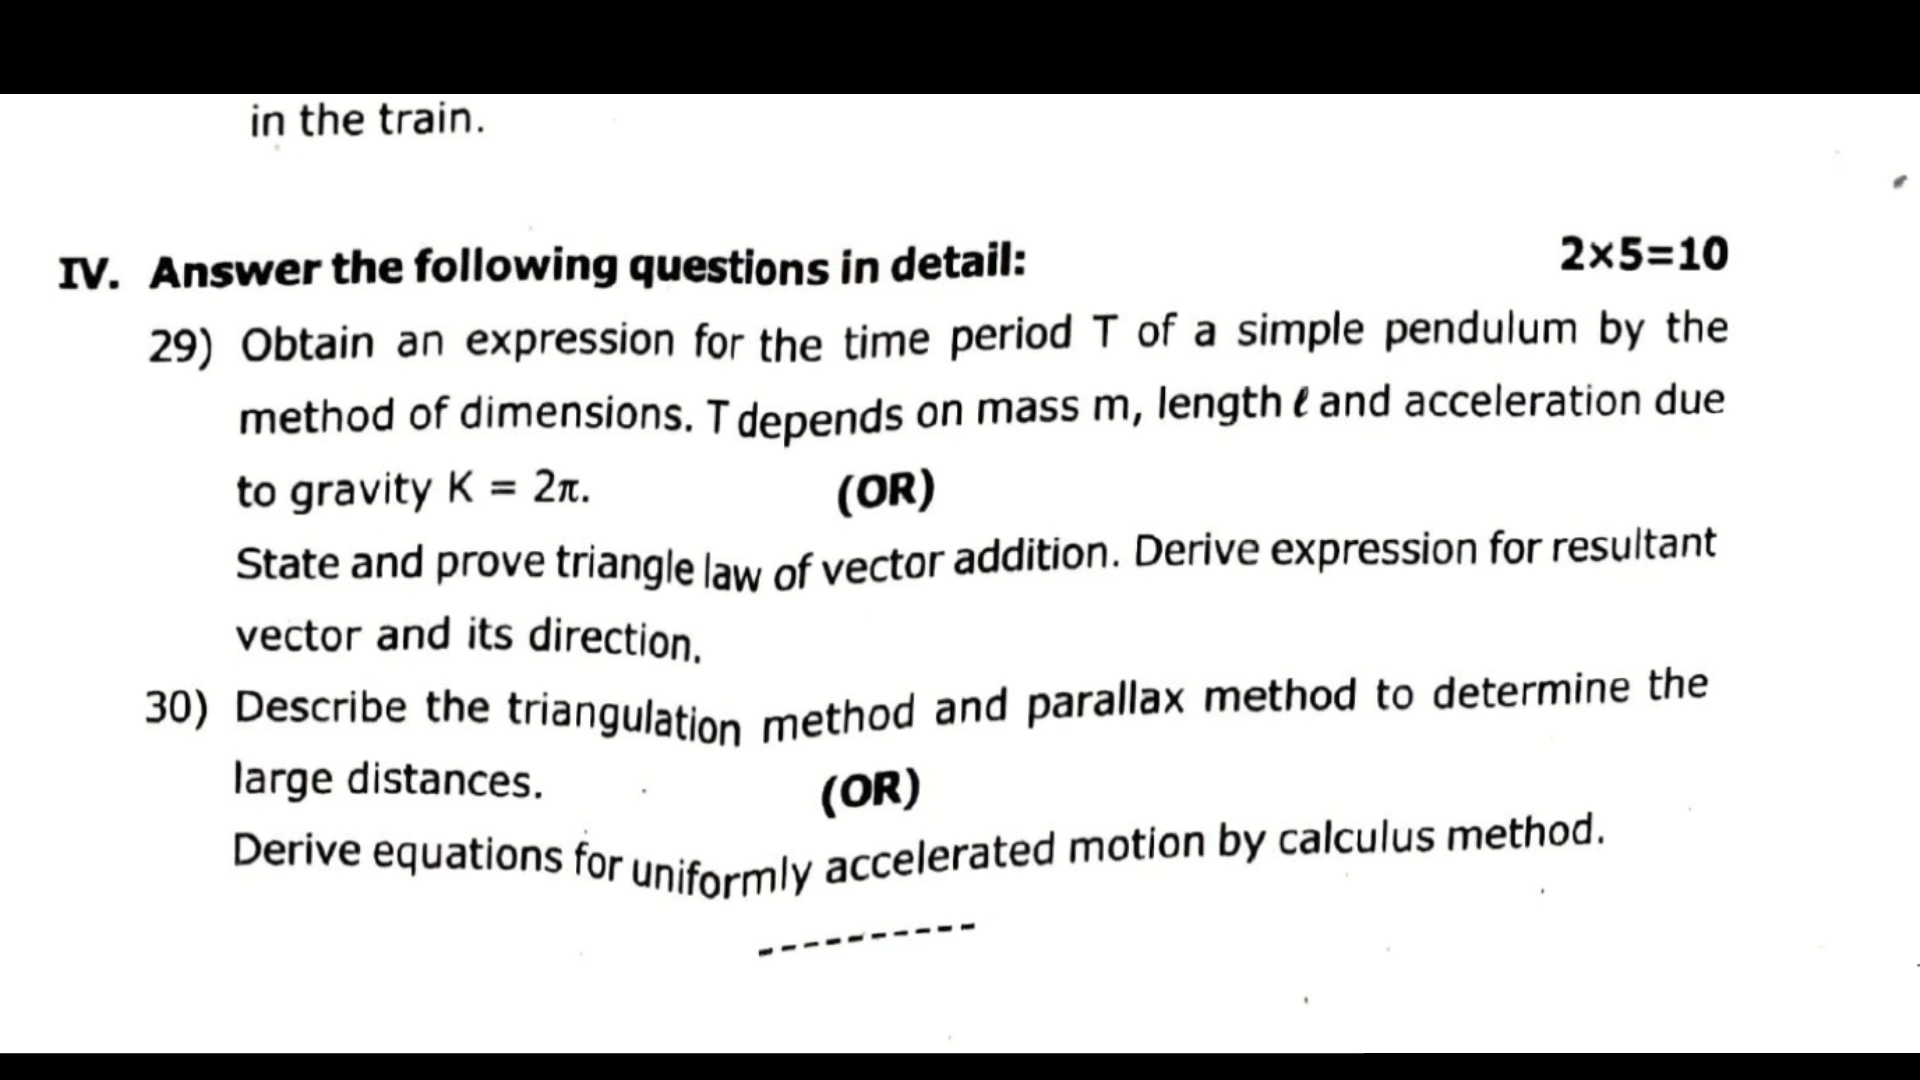 in the train.
IV. Answer the following questions in detail: 2×5=10
29) Obtain an expression for the time period T of a simple pendulum by the
method of dimensions. T depends on mass m, length ℓ and acceleration due
to gravity K = 2π. (OR)
State and prove triangle law of vector addition. Derive expression for resultant
vector and its direction.
30) Describe the triangulation method and parallax method to determine the
large distances. (OR)
Derive equations for uniformly accelerated motion by calculus method.
----------